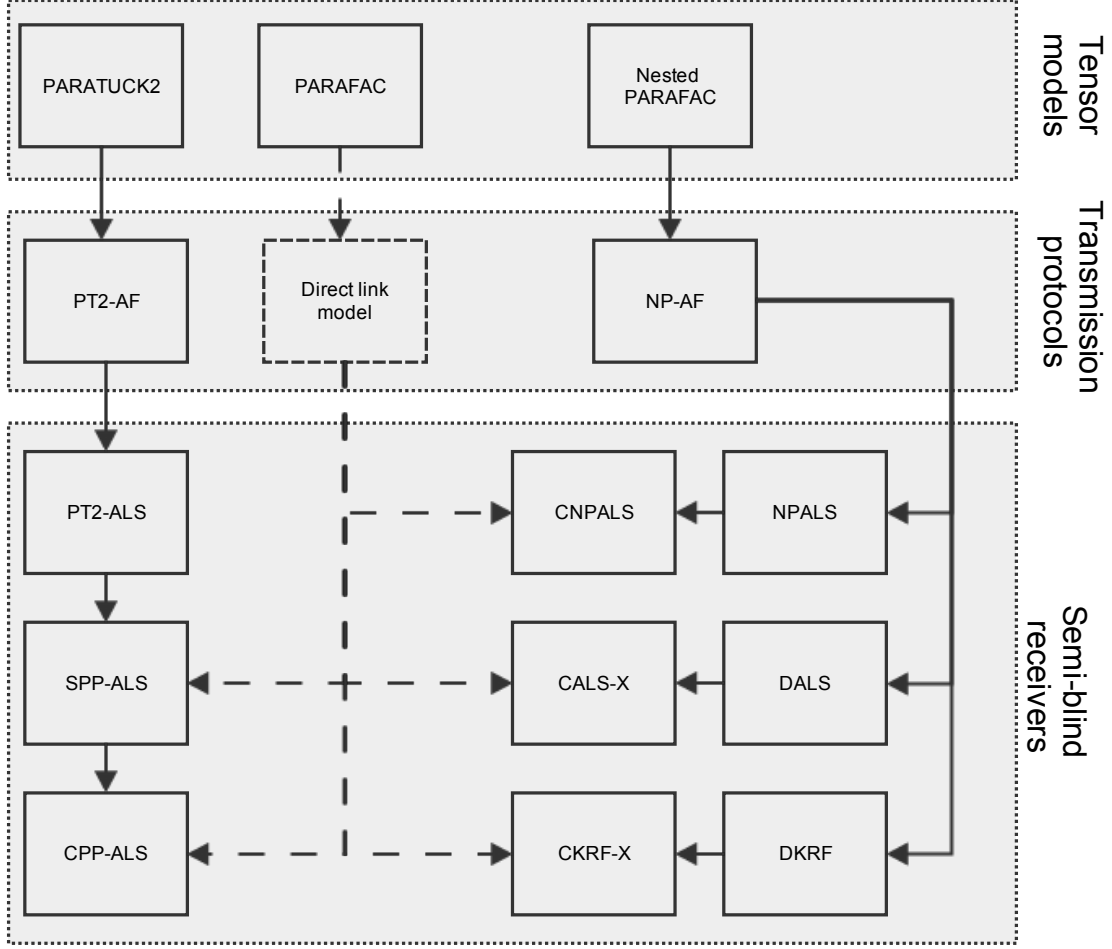 PARATUCK2
PARAFAC
Nested
PARAFAC
Tensor
models
PT2-AF
Direct link
model
NP-AF
Transmission
protocols
PT2-ALS
CNPALS
NPALS
SPP-ALS
CALS-X
DALS
CPP-ALS
CKRF-X
DKRF
Semi-blind
receivers